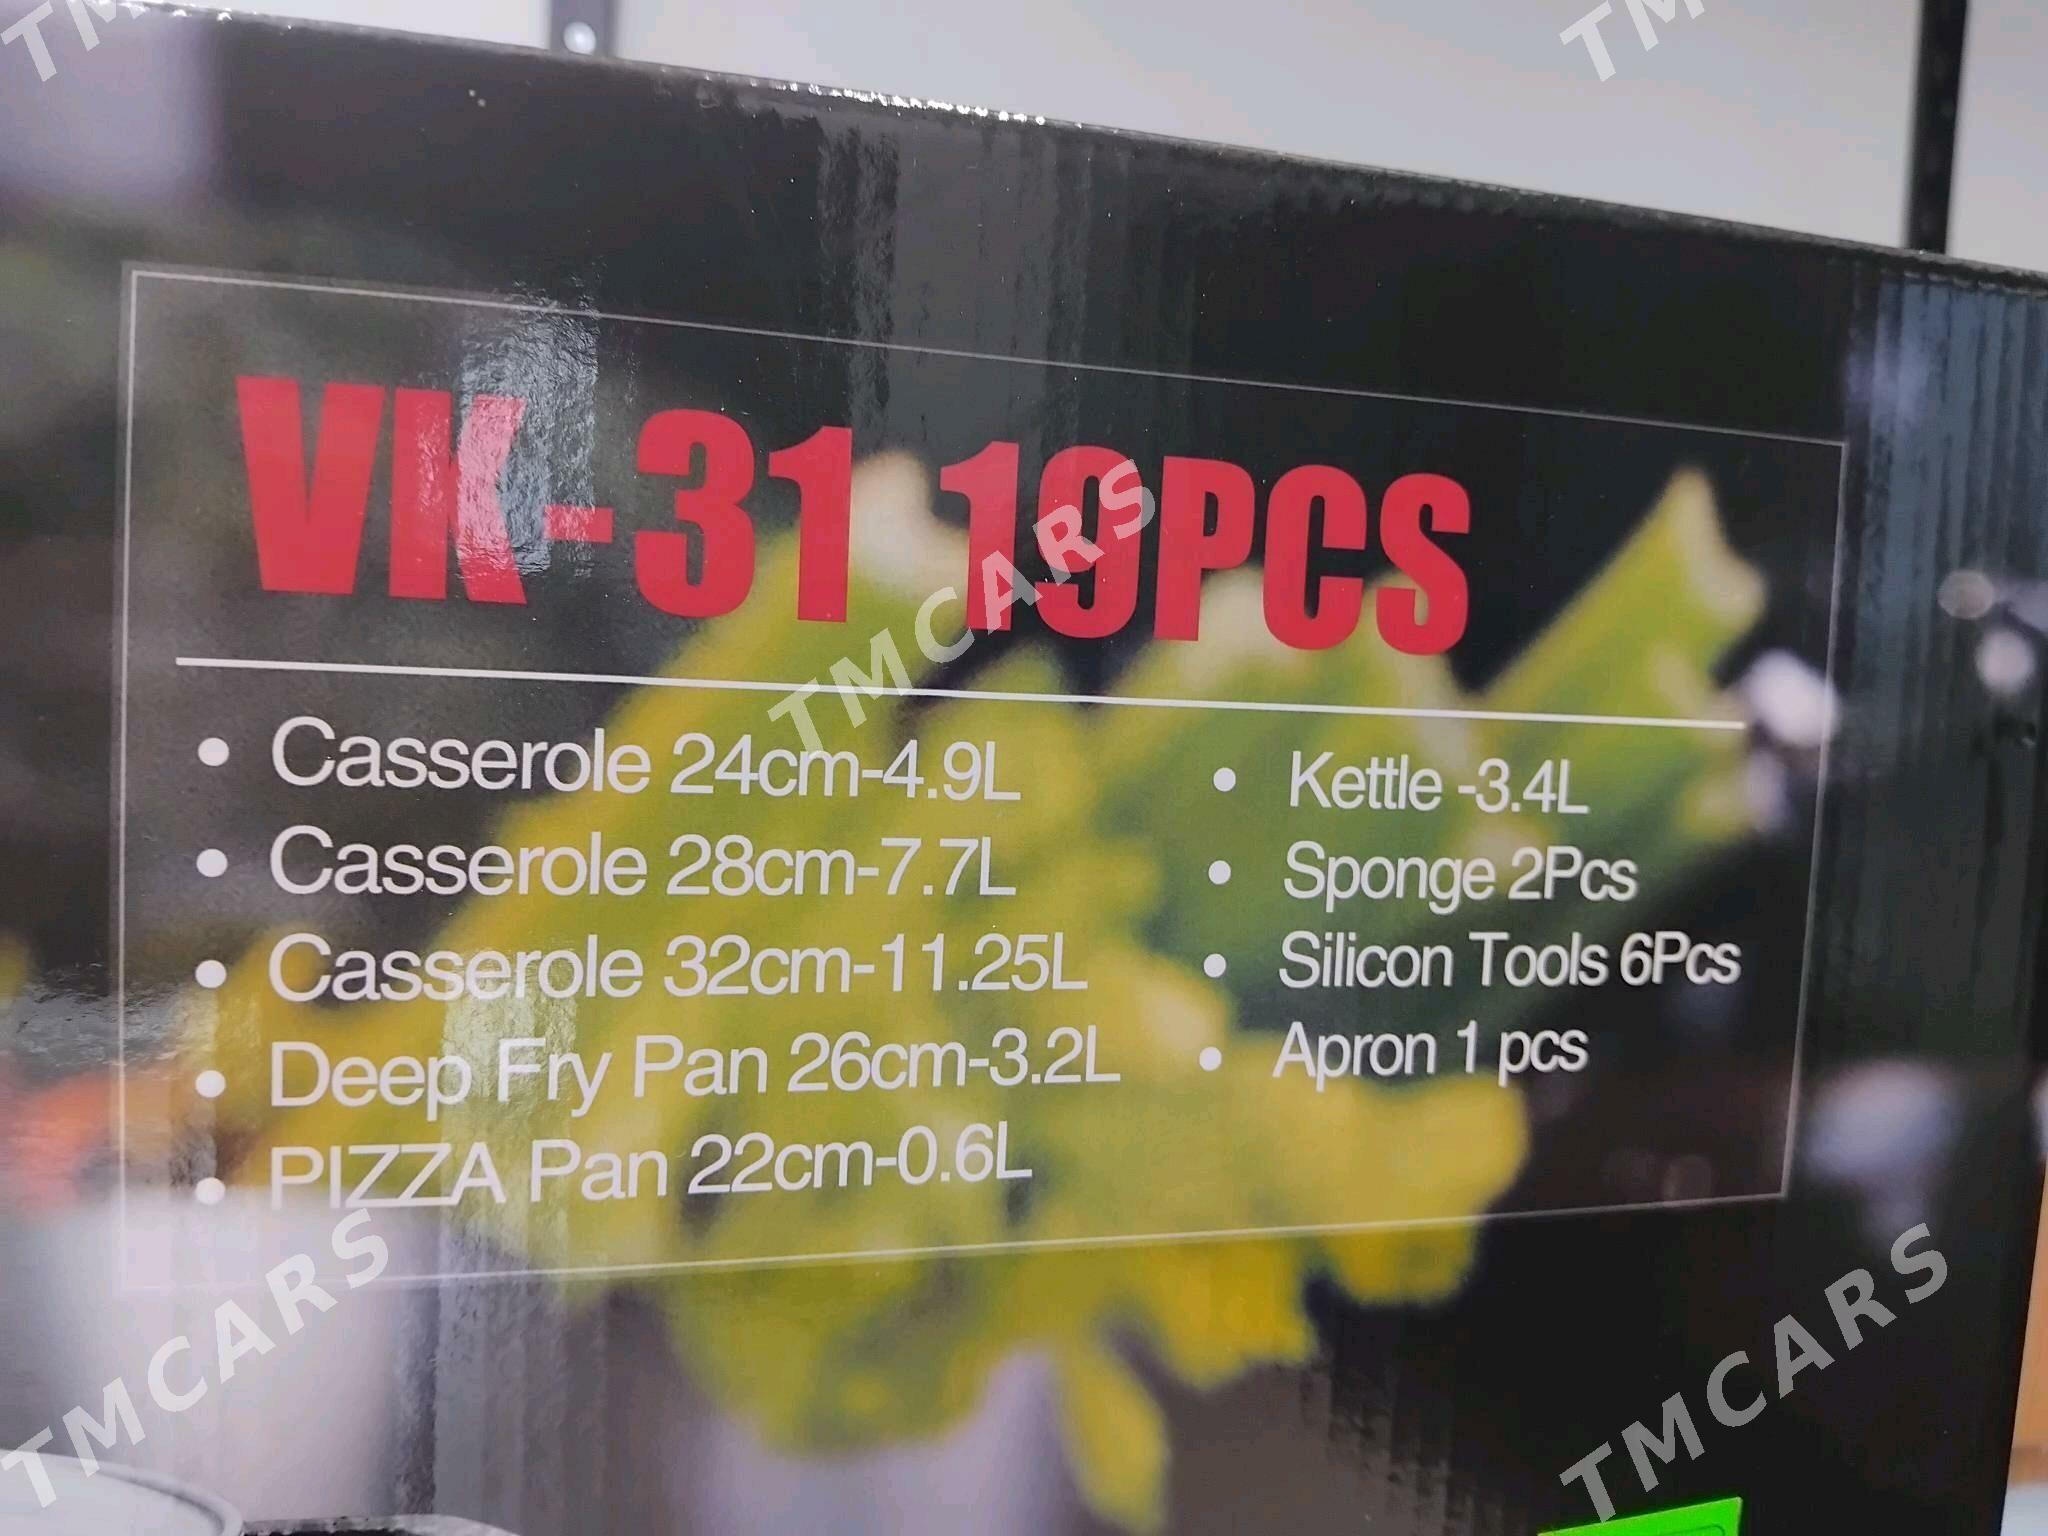 VK-31 19PCS
• Casserole 24cm-4.9L
• Casserole 28cm-7.7L
• Casserole 32cm-11.25L
• Deep Fry Pan 26cm-3.2L
• PIZZA Pan 22cm-0.6L
• Kettle -3.4L
• Sponge 2Pcs
• Silicon Tools 6Pcs
• Apron 1 pcs
TMCARS
TMCARS
TMCARS